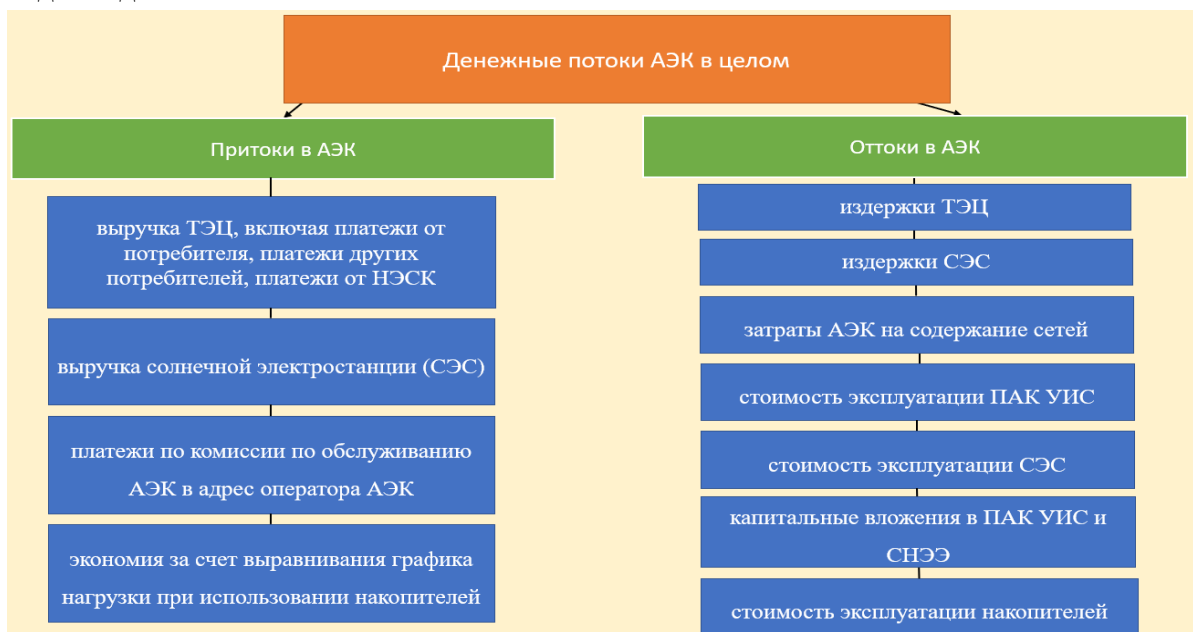 Денежные потоки АЭК в целом
Притоки в АЭК
выручка ТЭЦ, включая платежи от
потребителя, платежи других
потребителей, платежи от НЭСК
выручка солнечной электростанции (СЭС)
платежи по комиссии по обслуживанию
АЭК в адрес оператора АЭК
экономия за счет выравнивания графика
нагрузки при использовании накопителей
Оттоки в АЭК
издержки ТЭЦ
издержки СЭС
затраты АЭК на содержание сетей
стоимость эксплуатации ПАК УИС
стоимость эксплуатации СЭС
капитальные вложения в ПАК УИС и
СНЭЭ
стоимость эксплуатации накопителей